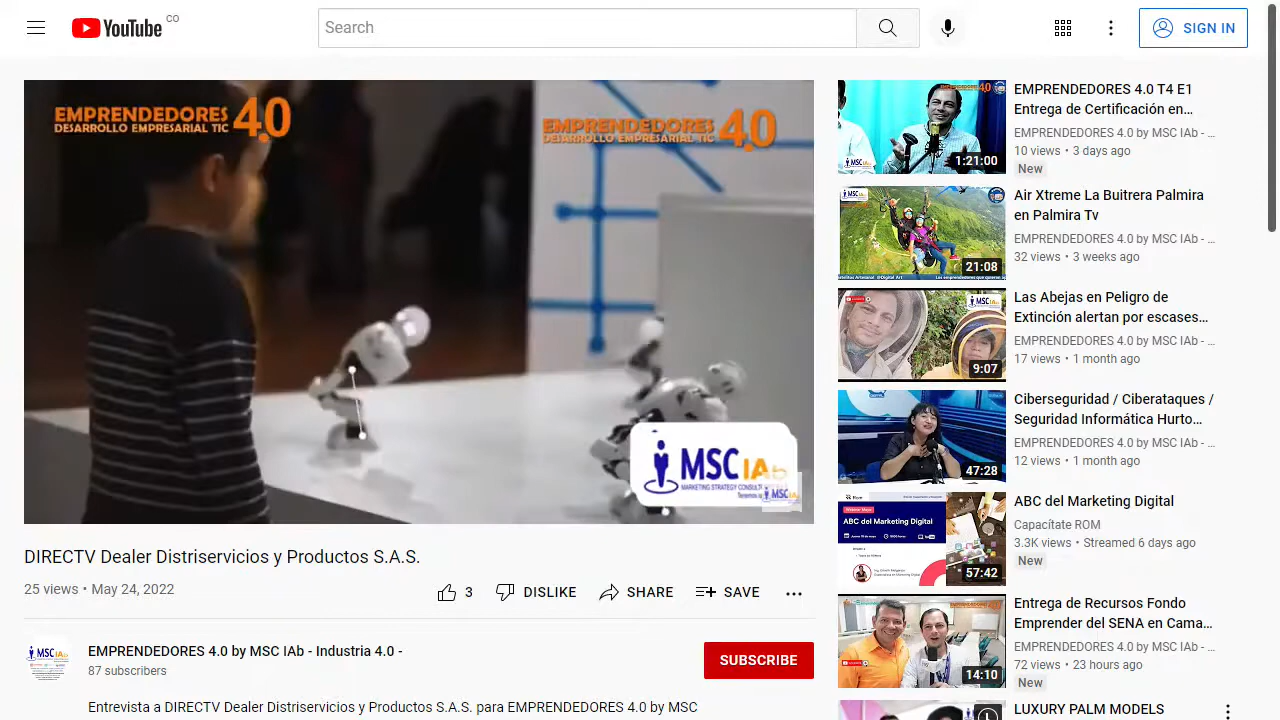 YouTube CO
Search
SIGN IN
EMPRENDEDORES 4.0
DESARROLLO EMPRESARIAL TIC
EMPRENDEDORES 4.0
DESARROLLO EMPRESARIAL TIC
MSC IAb
MARKETING STRATEGY CONSULT
DIRECTV Dealer Distriservicios y Productos S.A.S.
25 views • May 24, 2022
3
DISLIKE
SHARE
SAVE
EMPRENDEDORES 4.0 by MSC IAb - Industria 4.0 -
87 subscribers
SUBSCRIBE
Entrevista a DIRECTV Dealer Distriservicios y Productos S.A.S. para EMPRENDEDORES 4.0 by MSC
1:21:00
EMPRENDEDORES 4.0 T4 E1
Entrega de Certificación en…
EMPRENDEDORES 4.0 by MSC IAb - ...
10 views • 3 days ago
New
21:08
Air Xtreme La Buitrera Palmira
en Palmira Tv
EMPRENDEDORES 4.0 by MSC IAb - ...
32 views • 3 weeks ago
9:07
Las Abejas en Peligro de
Extinción alertan por escases…
EMPRENDEDORES 4.0 by MSC IAb - ...
17 views • 1 month ago
47:28
Ciberseguridad / Ciberataques /
Seguridad Informática Hurto…
EMPRENDEDORES 4.0 by MSC IAb - ...
12 views • 1 month ago
ABC del Marketing Digital
57:42
ABC del Marketing Digital
Capacítate ROM
3.3K views • Streamed 6 days ago
New
14:10
Entrega de Recursos Fondo
Emprender del SENA en Cama…
EMPRENDEDORES 4.0 by MSC IAb - ...
72 views • 23 hours ago
New
LUXURY PALM MODELS